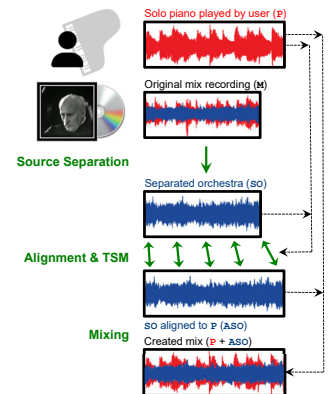 Solo piano played by user (P)
Original mix recording (M)
Source Separation
Separated orchestra (SO)
Alignment & TSM
SO aligned to P (ASO)
Mixing
Created mix (P + ASO)